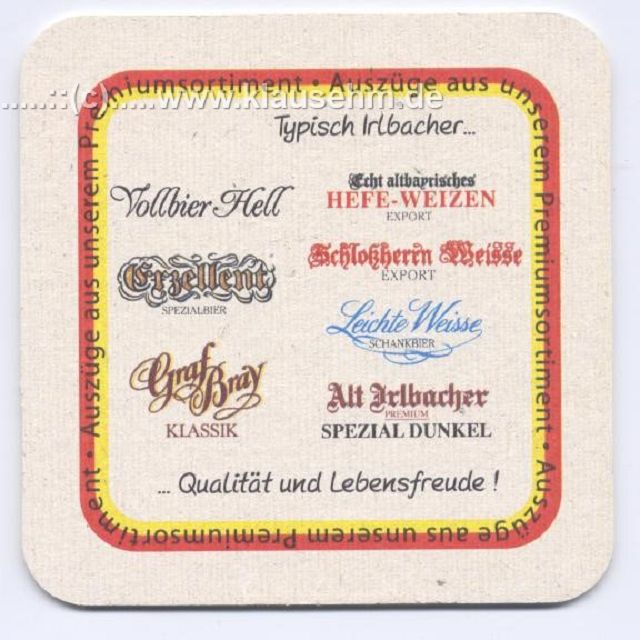 ......::(c).....www.klausehm.de
Auszüge aus unserem Premiumsortiment • Auszüge aus unserem Premiumsortiment • Auszüge aus unserem Premiumsortiment •
Typisch Irlbacher...
Vollbier Hell
Exzellent
SPEZIALBIER
Graf Bray
KLASSIK
Echt altbayrisches
HEFE-WEIZEN
EXPORT
Schloßherrn Weisse
EXPORT
Leichte Weisse
SCHANKBIER
Alt Irlbacher
PREMIUM
SPEZIAL DUNKEL
... Qualität und Lebensfreude !